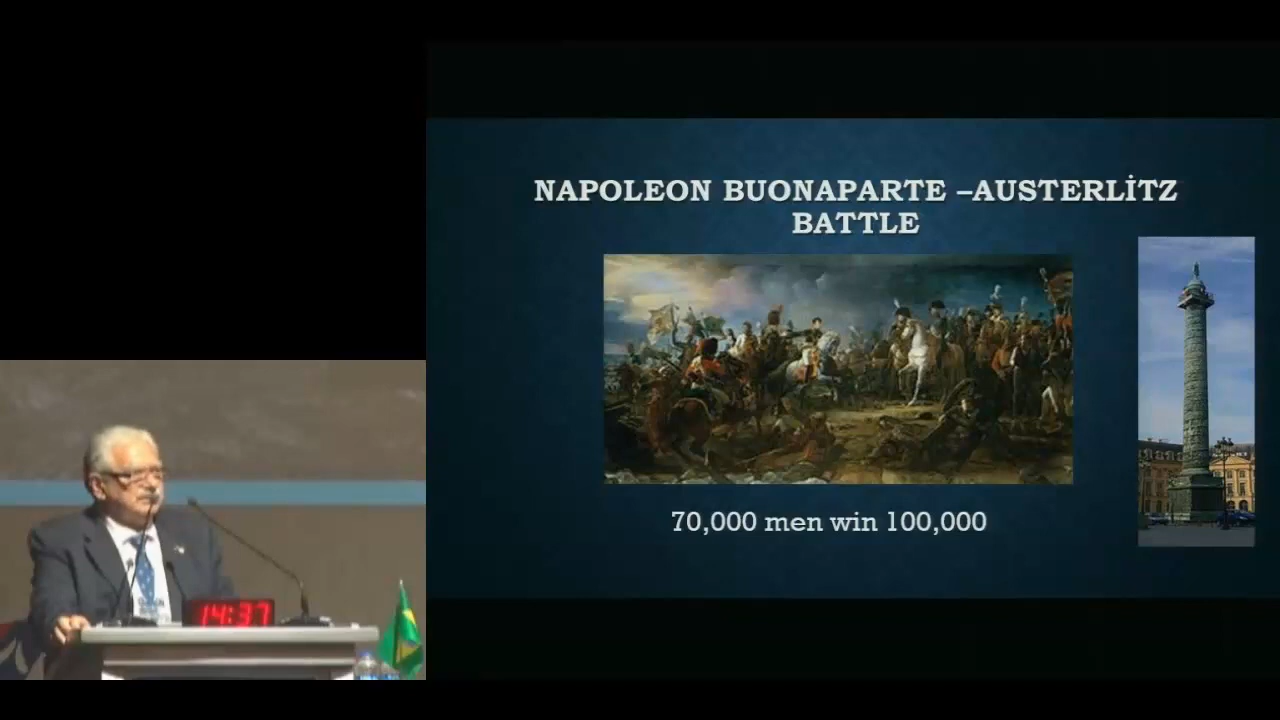 NAPOLEON BUONAPARTE –AUSTERLİTZ
BATTLE
70,000 men win 100,000
14:37